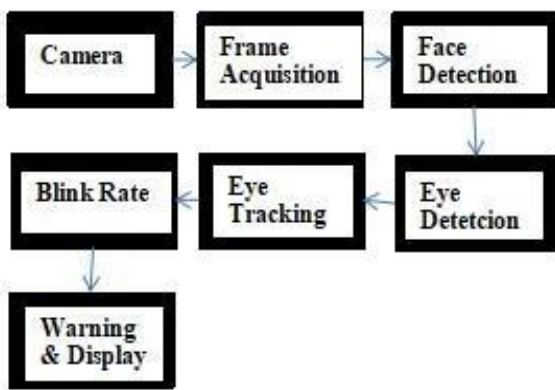 Camera
Frame
Acquisition
Face
Detection
Eye
Detetcion
Eye
Tracking
Blink Rate
Warning
& Display